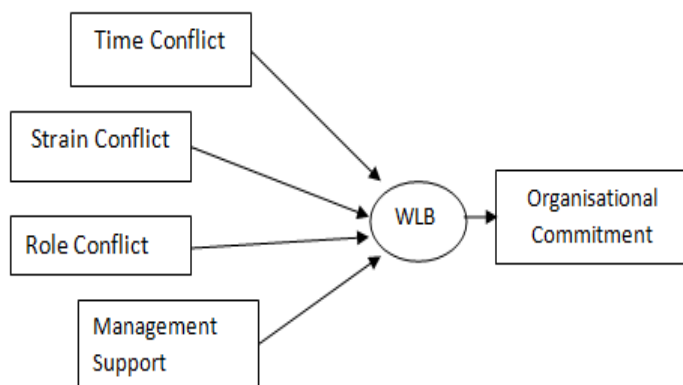 Time Conflict
Strain Conflict
Role Conflict
Management
Support
WLB
Organisational
Commitment